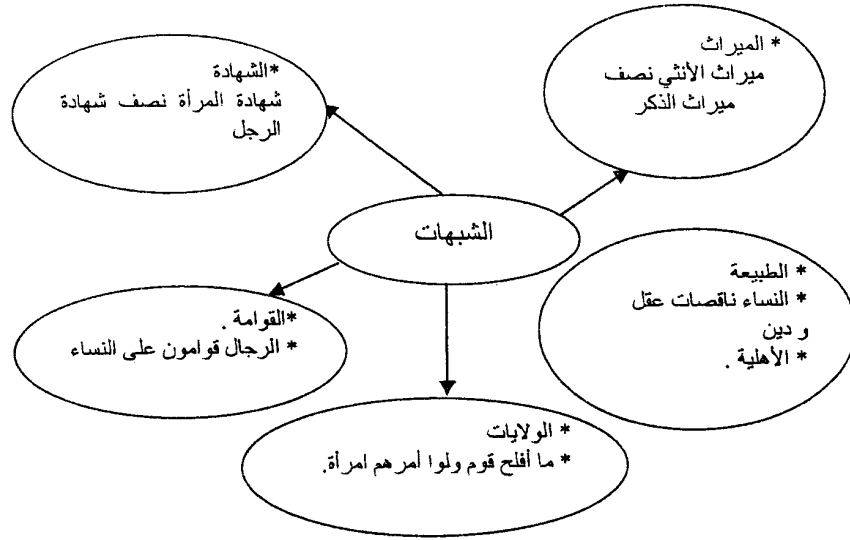 * الميراث
ميراث الأنثي نصف
ميراث الذكر
*الشهادة
شهادة المرأة نصف شهادة
الرجل
الشبهات
* الطبيعة
* النساء ناقصات عقل
و دين
* الأهلية .
*القوامة .
* الرجال قوامون على النساء
* الولايات
* ما أفلح قوم ولوا أمرهم امرأة.